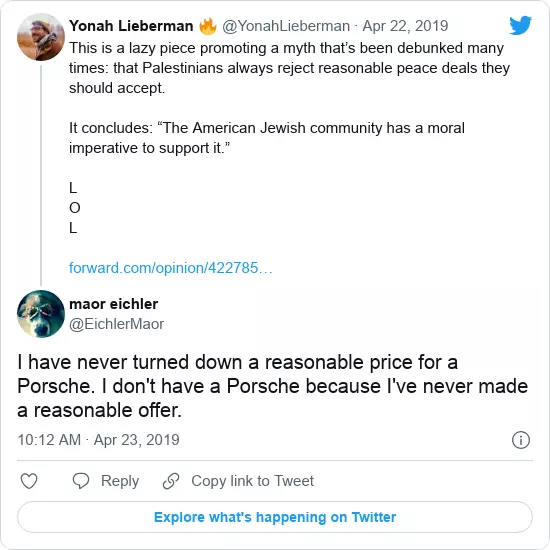 Yonah Lieberman 🔥 @YonahLieberman · Apr 22, 2019
This is a lazy piece promoting a myth that’s been debunked many
times: that Palestinians always reject reasonable peace deals they
should accept.
It concludes: “The American Jewish community has a moral
imperative to support it.”
L
O
L
forward.com/opinion/422785…
maor eichler
@EichlerMaor
I have never turned down a reasonable price for a
Porsche. I don't have a Porsche because I've never made
a reasonable offer.
10:12 AM · Apr 23, 2019
Reply
Copy link to Tweet
Explore what's happening on Twitter